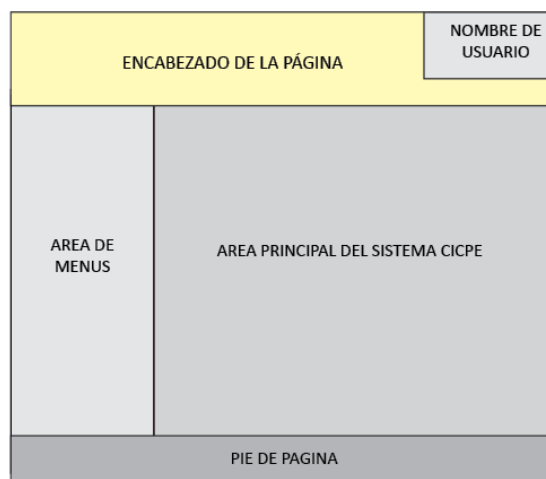 ENCABEZADO DE LA PÁGINA
NOMBRE DE
USUARIO
AREA DE
MENUS
AREA PRINCIPAL DEL SISTEMA CICPE
PIE DE PAGINA